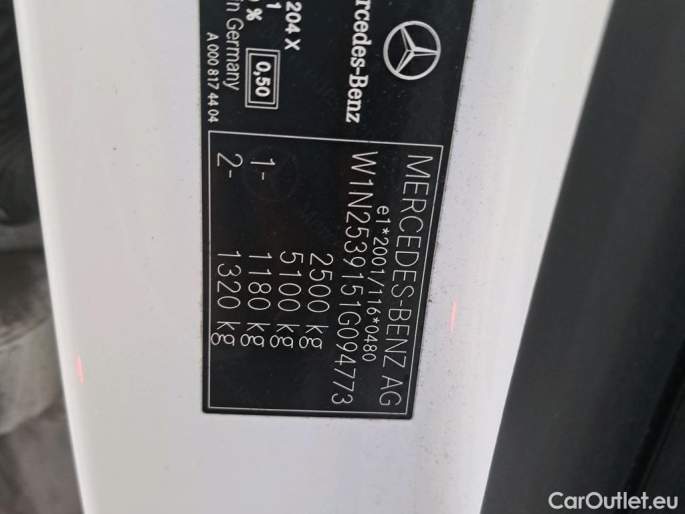 Mercedes-Benz
204 X
%
in Germany
0,50
A 000 817 44 04
MERCEDES-BENZ AG
e1*2001/116*0480
W1N2539151G094773
2500 kg
5100 kg
1- 1180 kg
2- 1320 kg
CarOutlet.eu